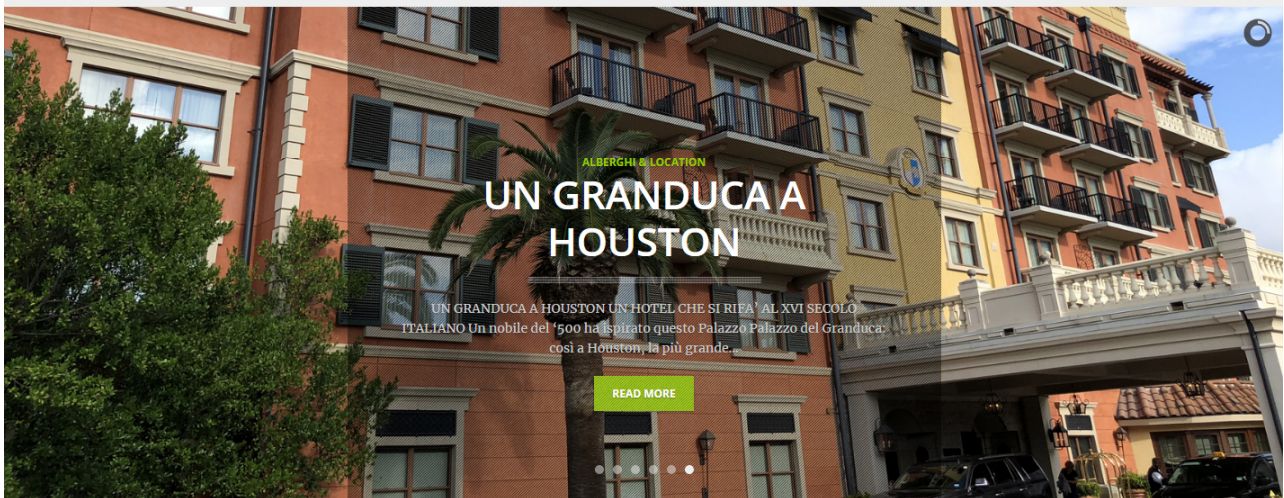 ALBERGHI & LOCATION
UN GRANDUCA A
HOUSTON
UN GRANDUCA A HOUSTON UN HOTEL CHE SI RIFA’ AL XVI SECOLO
ITALIANO Un nobile del ‘500 ha ispirato questo Palazzo Palazzo del Granduca:
così a Houston, la più grande...
READ MORE